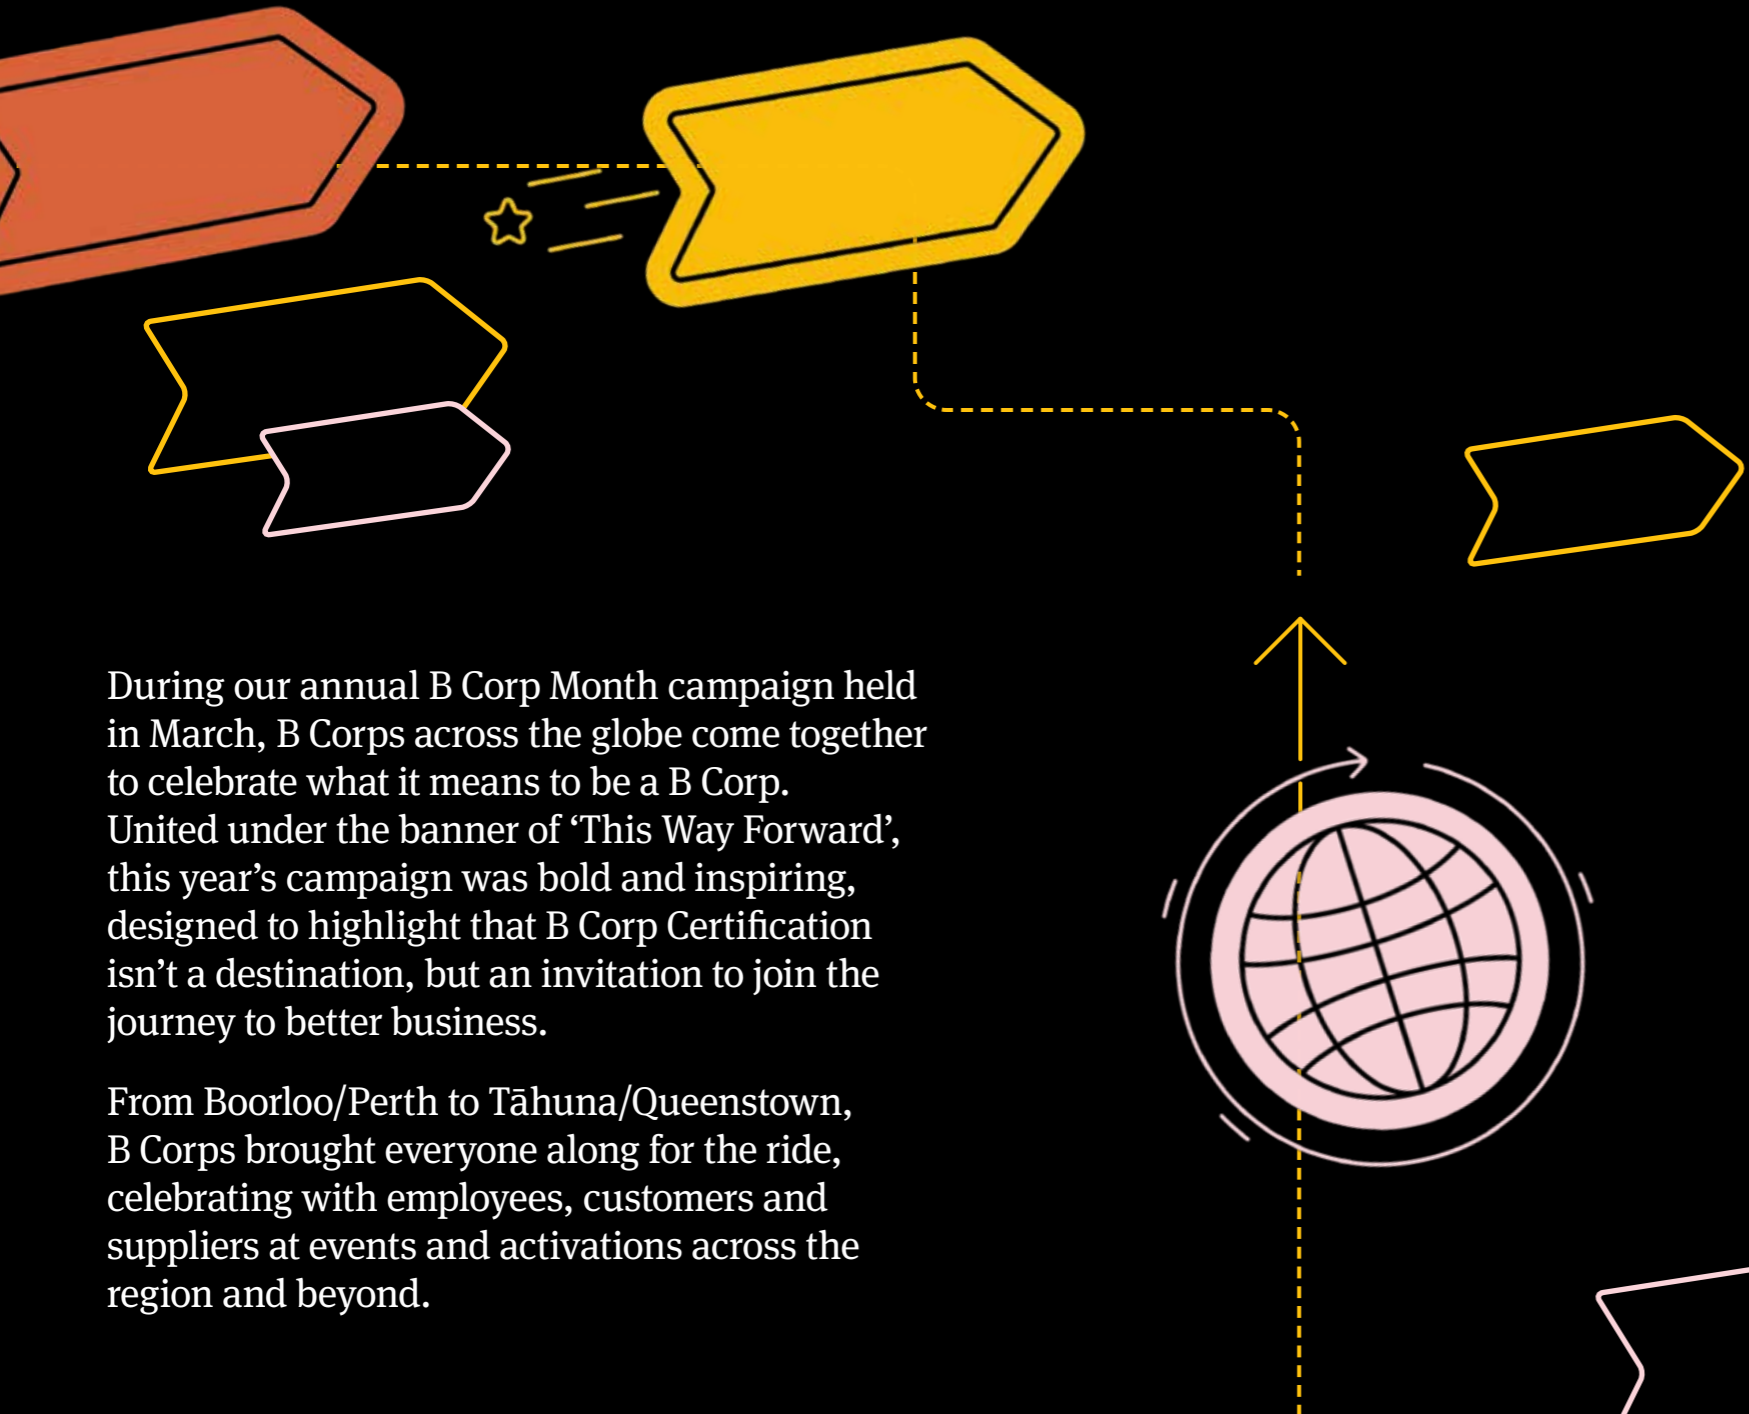 During our annual B Corp Month campaign held
in March, B Corps across the globe come together
to celebrate what it means to be a B Corp.
United under the banner of ‘This Way Forward’,
this year’s campaign was bold and inspiring,
designed to highlight that B Corp Certification
isn’t a destination, but an invitation to join the
journey to better business.
From Boorloo/Perth to Tāhuna/Queenstown,
B Corps brought everyone along for the ride,
celebrating with employees, customers and
suppliers at events and activations across the
region and beyond.